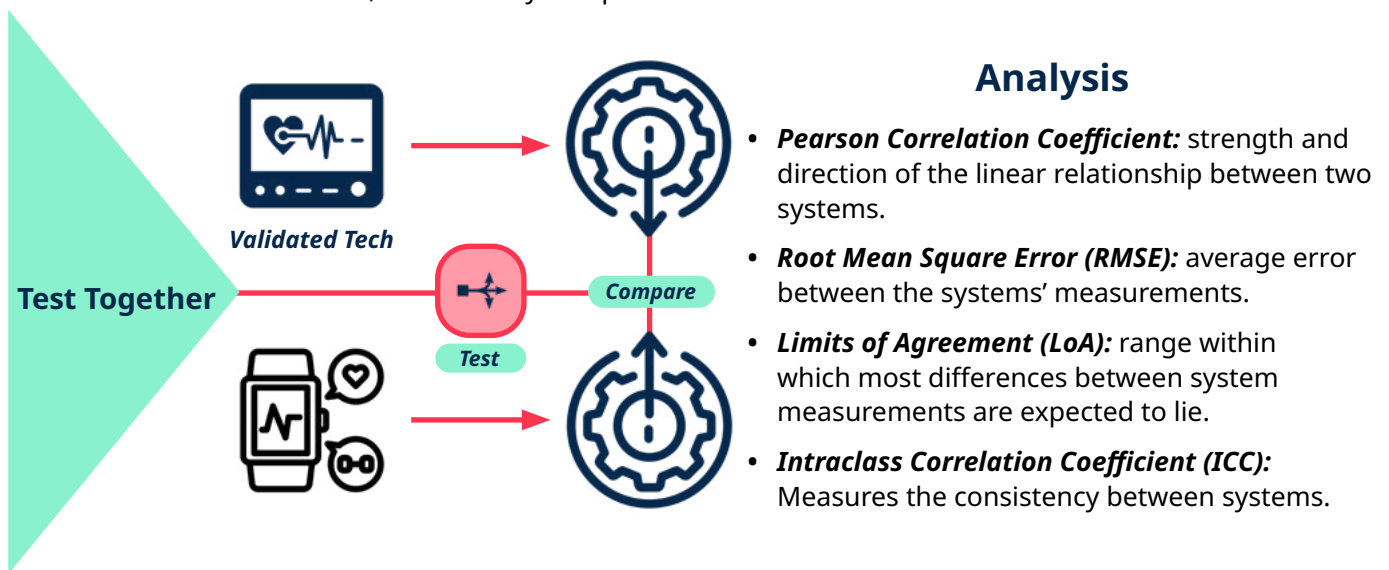 Test Together
Validated Tech
Test
Compare
Analysis
• Pearson Correlation Coefficient: strength and
direction of the linear relationship between two
systems.
• Root Mean Square Error (RMSE): average error
between the systems’ measurements.
• Limits of Agreement (LoA): range within
which most differences between system
measurements are expected to lie.
• Intraclass Correlation Coefficient (ICC):
Measures the consistency between systems.